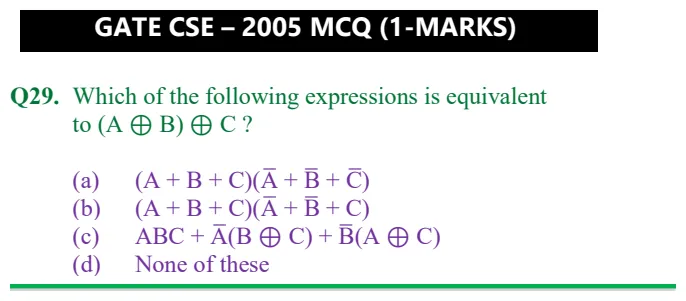 GATE CSE – 2005 MCQ (1-MARKS)
Q29. Which of the following expressions is equivalent
to (A ⊕ B) ⊕ C ?
(a) (A + B + C)(A̅ + B̅ + C̅)
(b) (A + B + C)(A̅ + B̅ + C)
(c) ABC + A̅(B ⊕ C) + B̅(A ⊕ C)
(d) None of these